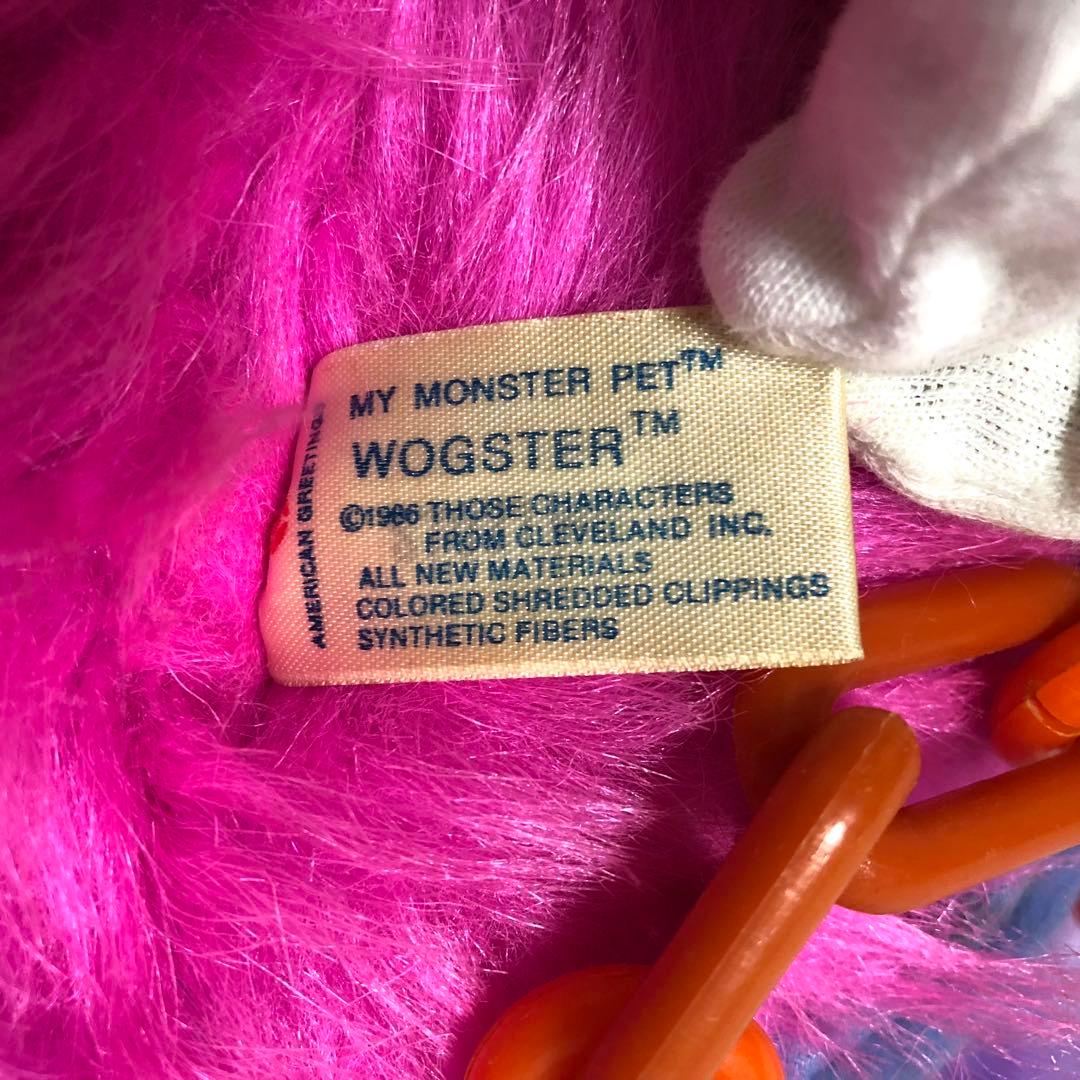 MY MONSTER PET™
WOGSTER™
©1986 THOSE CHARACTERS
FROM CLEVELAND INC.
ALL NEW MATERIALS
COLORED SHREDDED CLIPPINGS
SYNTHETIC FIBERS
AMERICAN GREETINGS